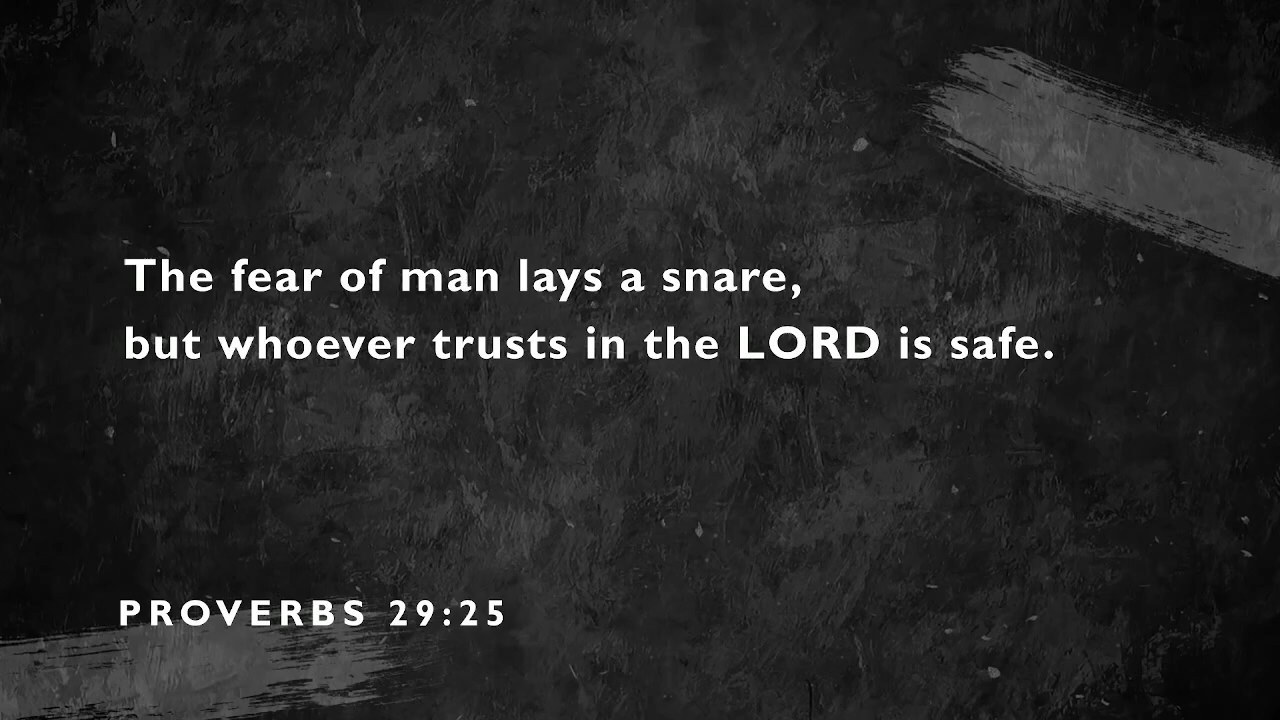 The fear of man lays a snare,
but whoever trusts in the LORD is safe.
PROVERBS 29:25